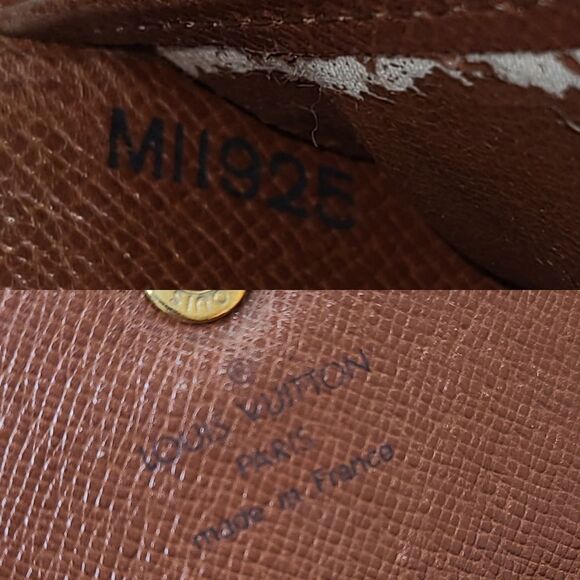 MI1925
®
LOUIS VUITTON
PARIS
made in France